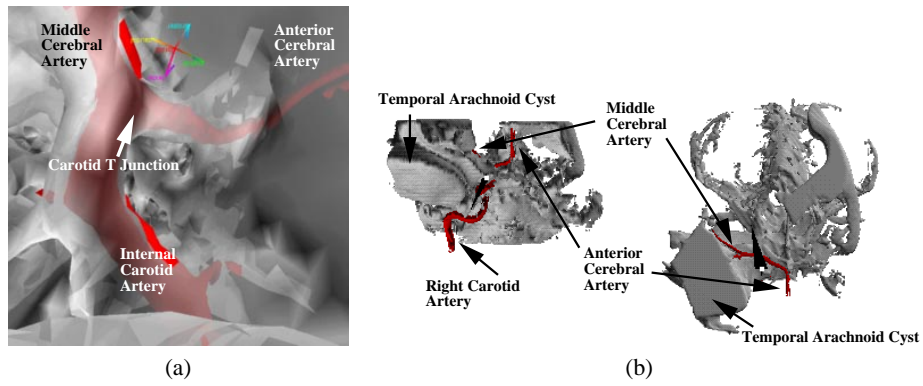 Middle
Cerebral
Artery
Anterior
Cerebral
Artery
Carotid T Junction
Internal
Carotid
Artery
(a)
Temporal Arachnoid Cyst
Middle
Cerebral
Artery
Anterior
Cerebral
Artery
Right Carotid
Artery
Temporal Arachnoid Cyst
(b)